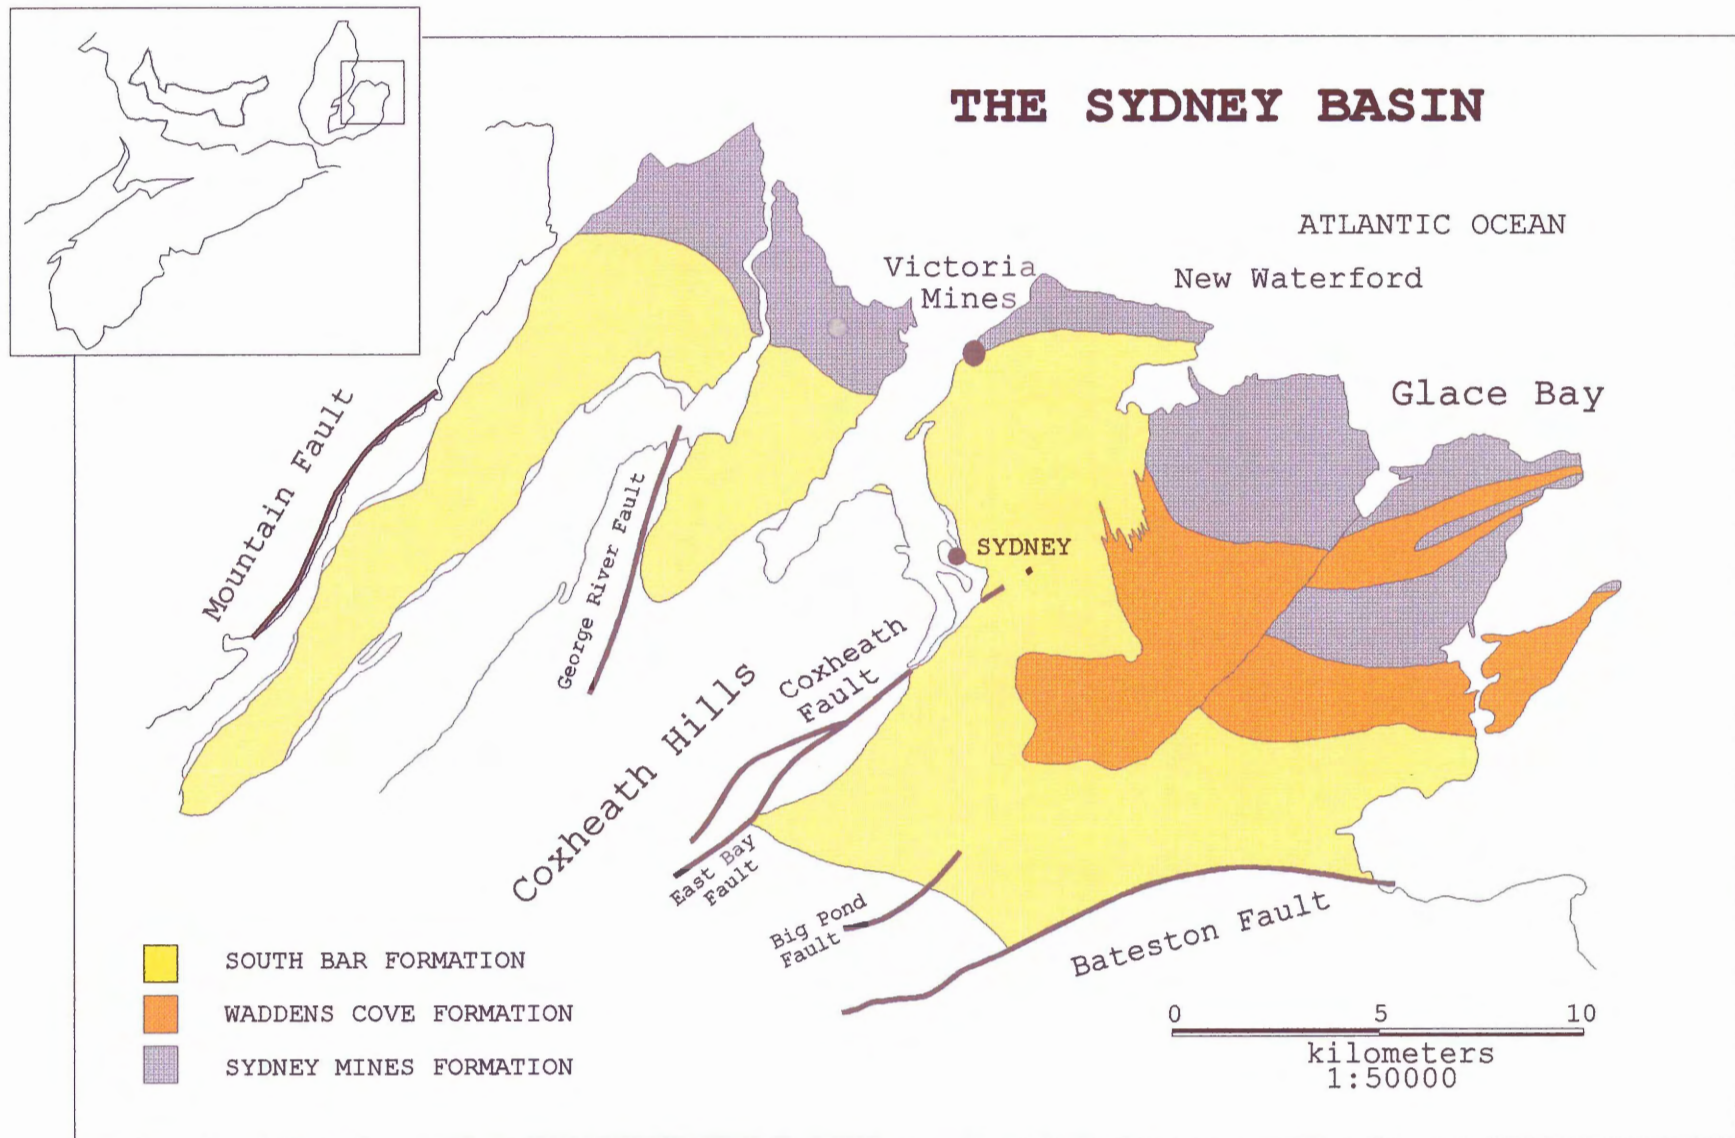 THE SYDNEY BASIN
ATLANTIC OCEAN
Victoria
Mines
New Waterford
Glace Bay
Mountain Fault
George River Fault
SYDNEY
Coxheath
Fault
Coxheath Hills
East Bay
Fault
Big Pond
Fault
Bateston Fault
SOUTH BAR FORMATION
WADDENS COVE FORMATION
SYDNEY MINES FORMATION
0 5 10
kilometers
1:50000